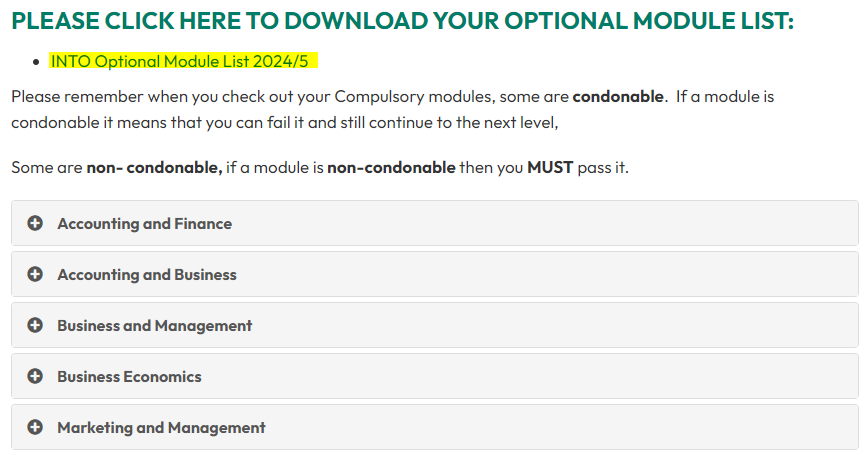 PLEASE CLICK HERE TO DOWNLOAD YOUR OPTIONAL MODULE LIST:
INTO Optional Module List 2024/5
Please remember when you check out your Compulsory modules, some are condonable.  If a module is
condonable it means that you can fail it and still continue to the next level,
Some are non- condonable, if a module is non-condonable then you MUST pass it.
Accounting and Finance
Accounting and Business
Business and Management
Business Economics
Marketing and Management